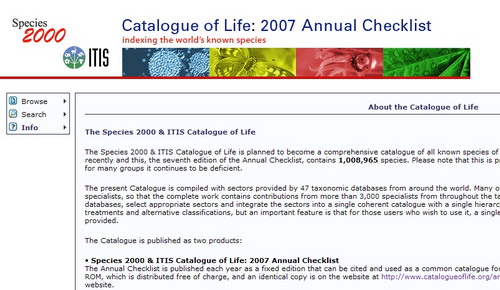 Species
2000
ITIS
Catalogue of Life: 2007 Annual Checklist
indexing the world's known species
Browse
Search
Info
About the Catalogue of Life
The Species 2000 & ITIS Catalogue of Life
The Species 2000 & ITIS Catalogue of Life is planned to become a comprehensive catalogue of all known species of
recently and this, the seventh edition of the Annual Checklist, contains 1,008,965 species. Please note that this is p
for many groups it continues to be deficient.
The present Catalogue is compiled with sectors provided by 47 taxonomic databases from around the world. Many o
specialists, so that the complete work contains contributions from more than 3,000 specialists from throughout the ta
databases, select appropriate sectors and integrate the sectors into a single coherent catalogue with a single hierarc
treatments and alternative classifications, but an important feature is that for those users who wish to use it, a single
provided.
The Catalogue is published as two products:
• Species 2000 & ITIS Catalogue of Life: 2007 Annual Checklist
The Annual Checklist is published each year as a fixed edition that can be cited and used as a common catalogue fo
ROM, which is distributed free of charge, and an identical copy is on the website at http://www.catalogueoflife.org/an
website.